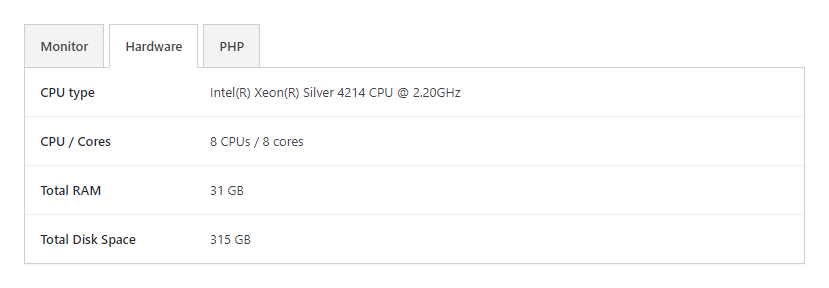 Monitor Hardware PHP
CPU type Intel(R) Xeon(R) Silver 4214 CPU @ 2.20GHz
CPU / Cores 8 CPUs / 8 cores
Total RAM 31 GB
Total Disk Space 315 GB